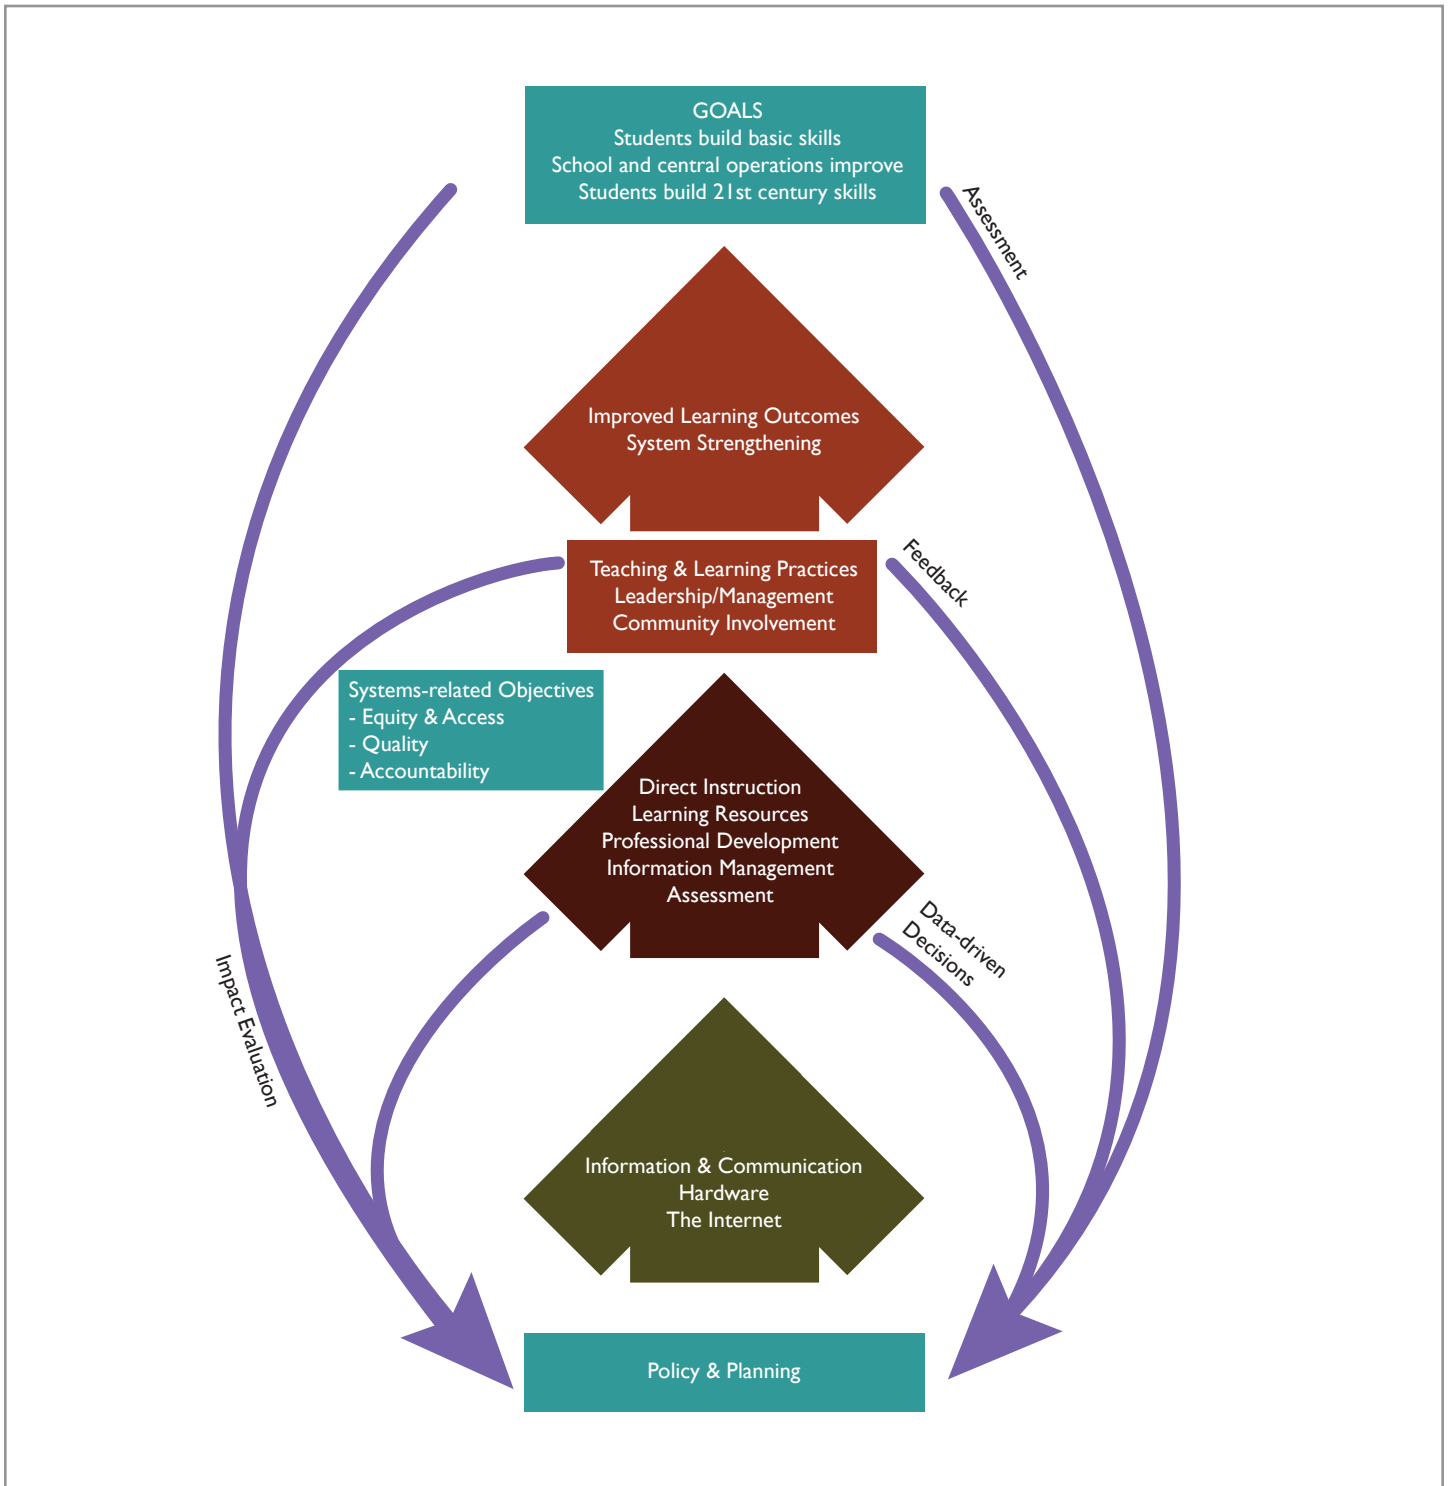 GOALS
Students build basic skills
School and central operations improve
Students build 21st century skills
Assessment
Improved Learning Outcomes
System Strengthening
Feedback
Teaching & Learning Practices
Leadership/Management
Community Involvement
Systems-related Objectives
- Equity & Access
- Quality
- Accountability
Direct Instruction
Learning Resources
Professional Development
Information Management
Assessment
Data-driven
Decisions
Impact Evaluation
Information & Communication
Hardware
The Internet
Policy & Planning